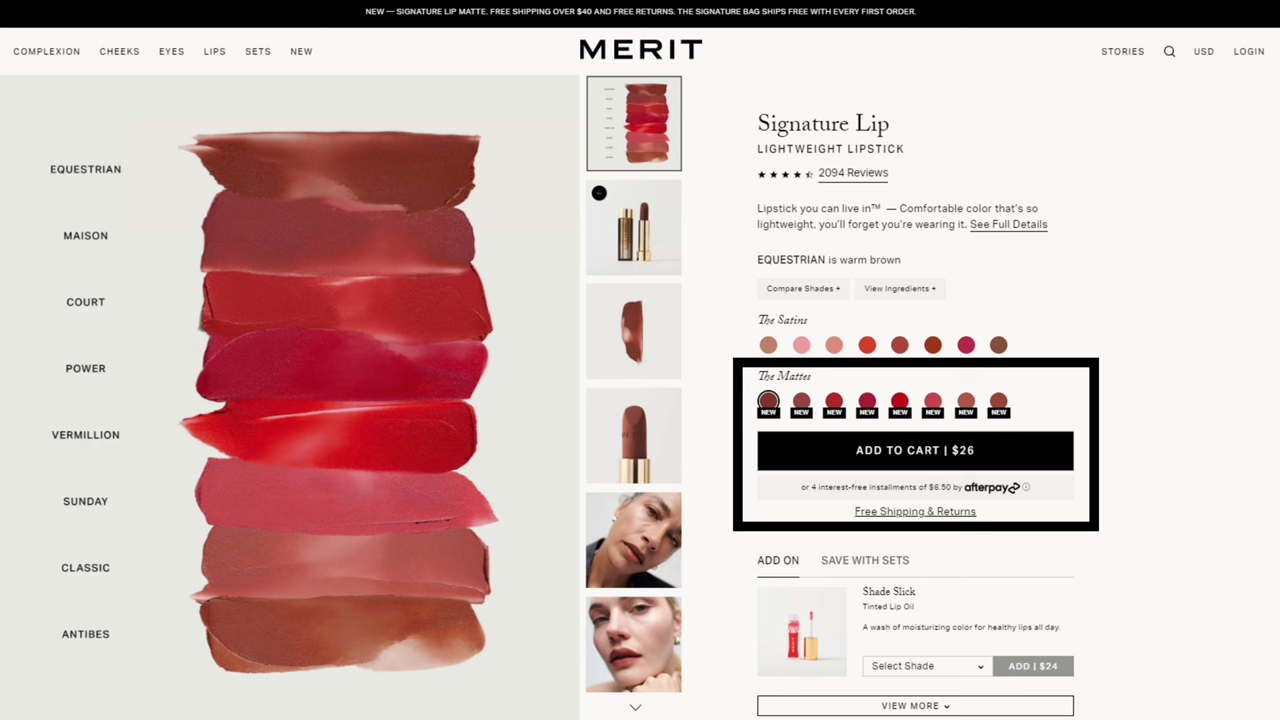 NEW — SIGNATURE LIP MATTE. FREE SHIPPING OVER $40 AND FREE RETURNS. THE SIGNATURE BAG SHIPS FREE WITH EVERY FIRST ORDER.
COMPLEXION CHEEKS EYES LIPS SETS NEW
MERIT
STORIES USD LOGIN
EQUESTRIAN
MAISON
COURT
POWER
VERMILLION
SUNDAY
CLASSIC
ANTIBES
Signature Lip
LIGHTWEIGHT LIPSTICK
2094 Reviews
Lipstick you can live in™ — Comfortable color that's so
lightweight, you'll forget you're wearing it. See Full Details
EQUESTRIAN is warm brown
Compare Shades + View Ingredients +
The Satins
The Mattes
NEW NEW NEW NEW NEW NEW NEW NEW
ADD TO CART | $26
or 4 interest-free installments of $6.50 by afterpay
Free Shipping & Returns
ADD ON SAVE WITH SETS
Shade Slick
Tinted Lip Oil
A wash of moisturizing color for healthy lips all day.
Select Shade ADD | $24
VIEW MORE